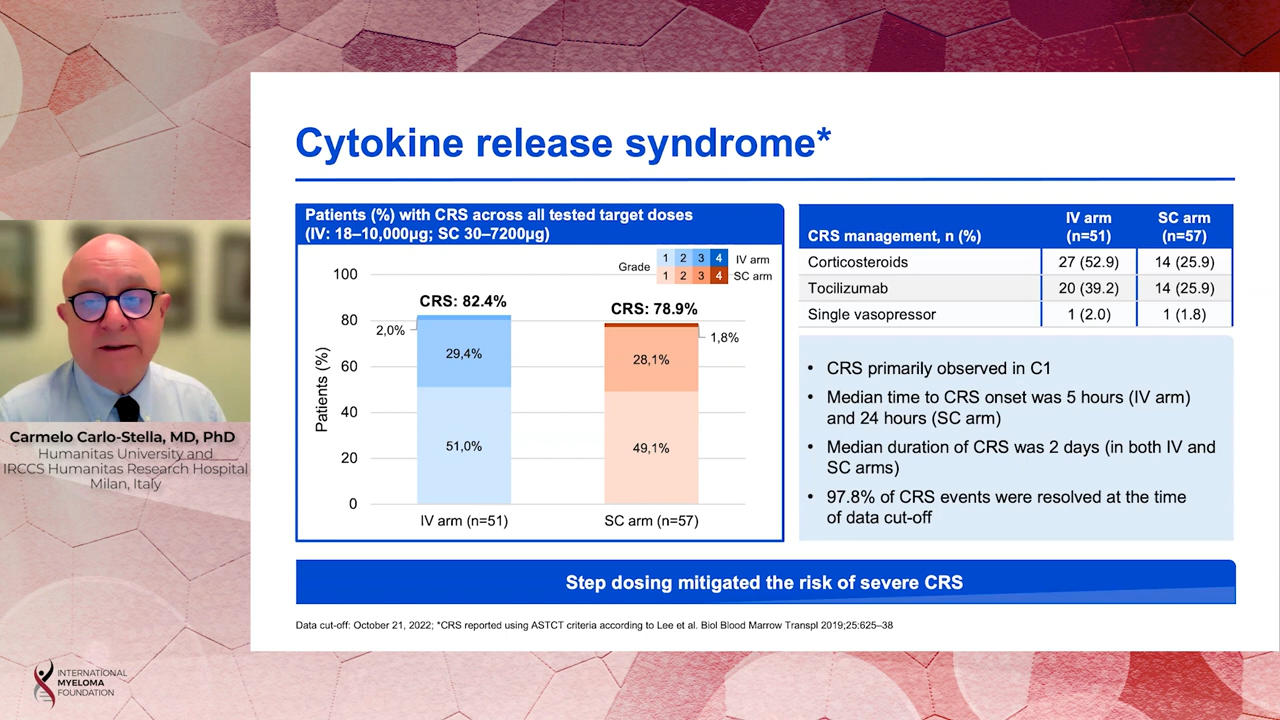 Cytokine release syndrome*
Patients (%) with CRS across all tested target doses
(IV: 18–10,000μg; SC 30–7200μg)
Grade
1 2 3 4 IV arm
1 2 3 4 SC arm
Patients (%)
100
80
60
40
20
0
CRS: 82.4%
2,0%
29,4%
51,0%
IV arm (n=51)
CRS: 78.9%
1,8%
28,1%
49,1%
SC arm (n=57)
CRS management, n (%) IV arm (n=51) SC arm (n=57)
Corticosteroids 27 (52.9) 14 (25.9)
Tocilizumab 20 (39.2) 14 (25.9)
Single vasopressor 1 (2.0) 1 (1.8)
• CRS primarily observed in C1
• Median time to CRS onset was 5 hours (IV arm)
and 24 hours (SC arm)
• Median duration of CRS was 2 days (in both IV and
SC arms)
• 97.8% of CRS events were resolved at the time
of data cut-off
Step dosing mitigated the risk of severe CRS
Data cut-off: October 21, 2022; *CRS reported using ASTCT criteria according to Lee et al. Biol Blood Marrow Transpl 2019;25:625–38
Carmelo Carlo-Stella, MD, PhD
Humanitas University and
IRCCS Humanitas Research Hospital
Milan, Italy
INTERNATIONAL
MYELOMA
FOUNDATION